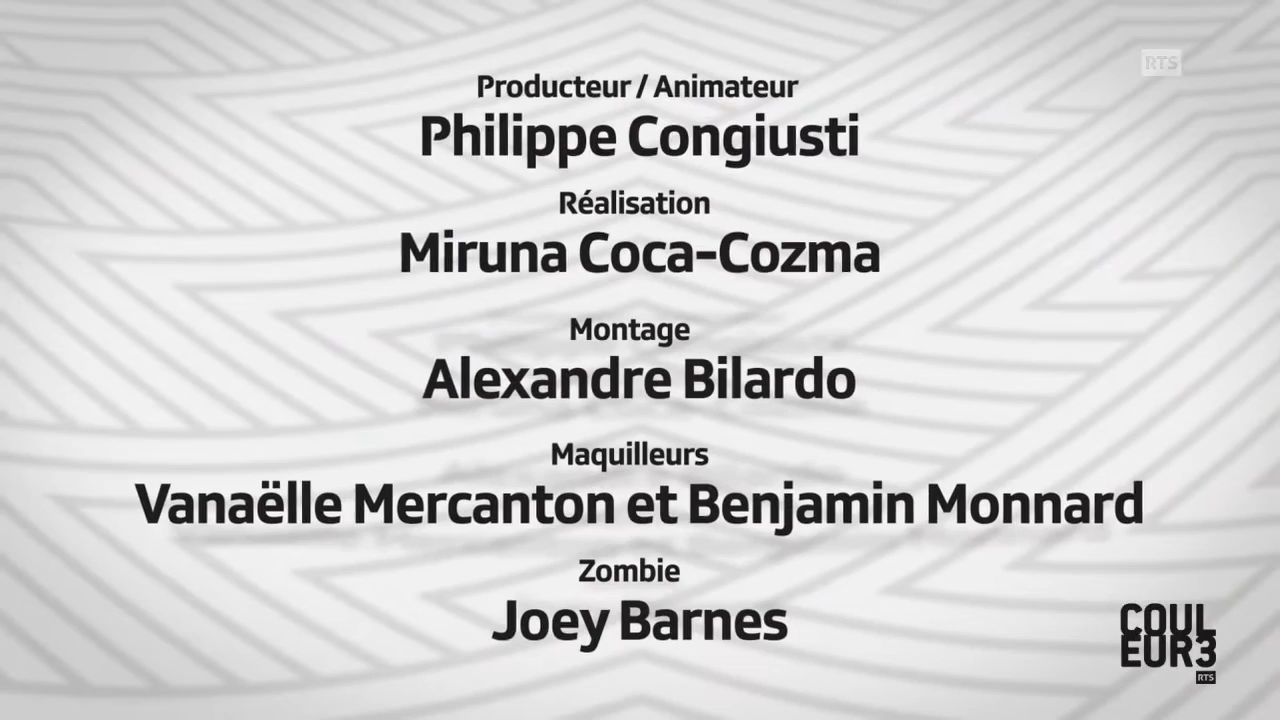 RTS
Producteur / Animateur
Philippe Congiusti
Réalisation
Miruna Coca-Cozma
Montage
Alexandre Bilardo
Maquilleurs
Vanaëlle Mercanton et Benjamin Monnard
Zombie
Joey Barnes
COUL
EUR3
RTS